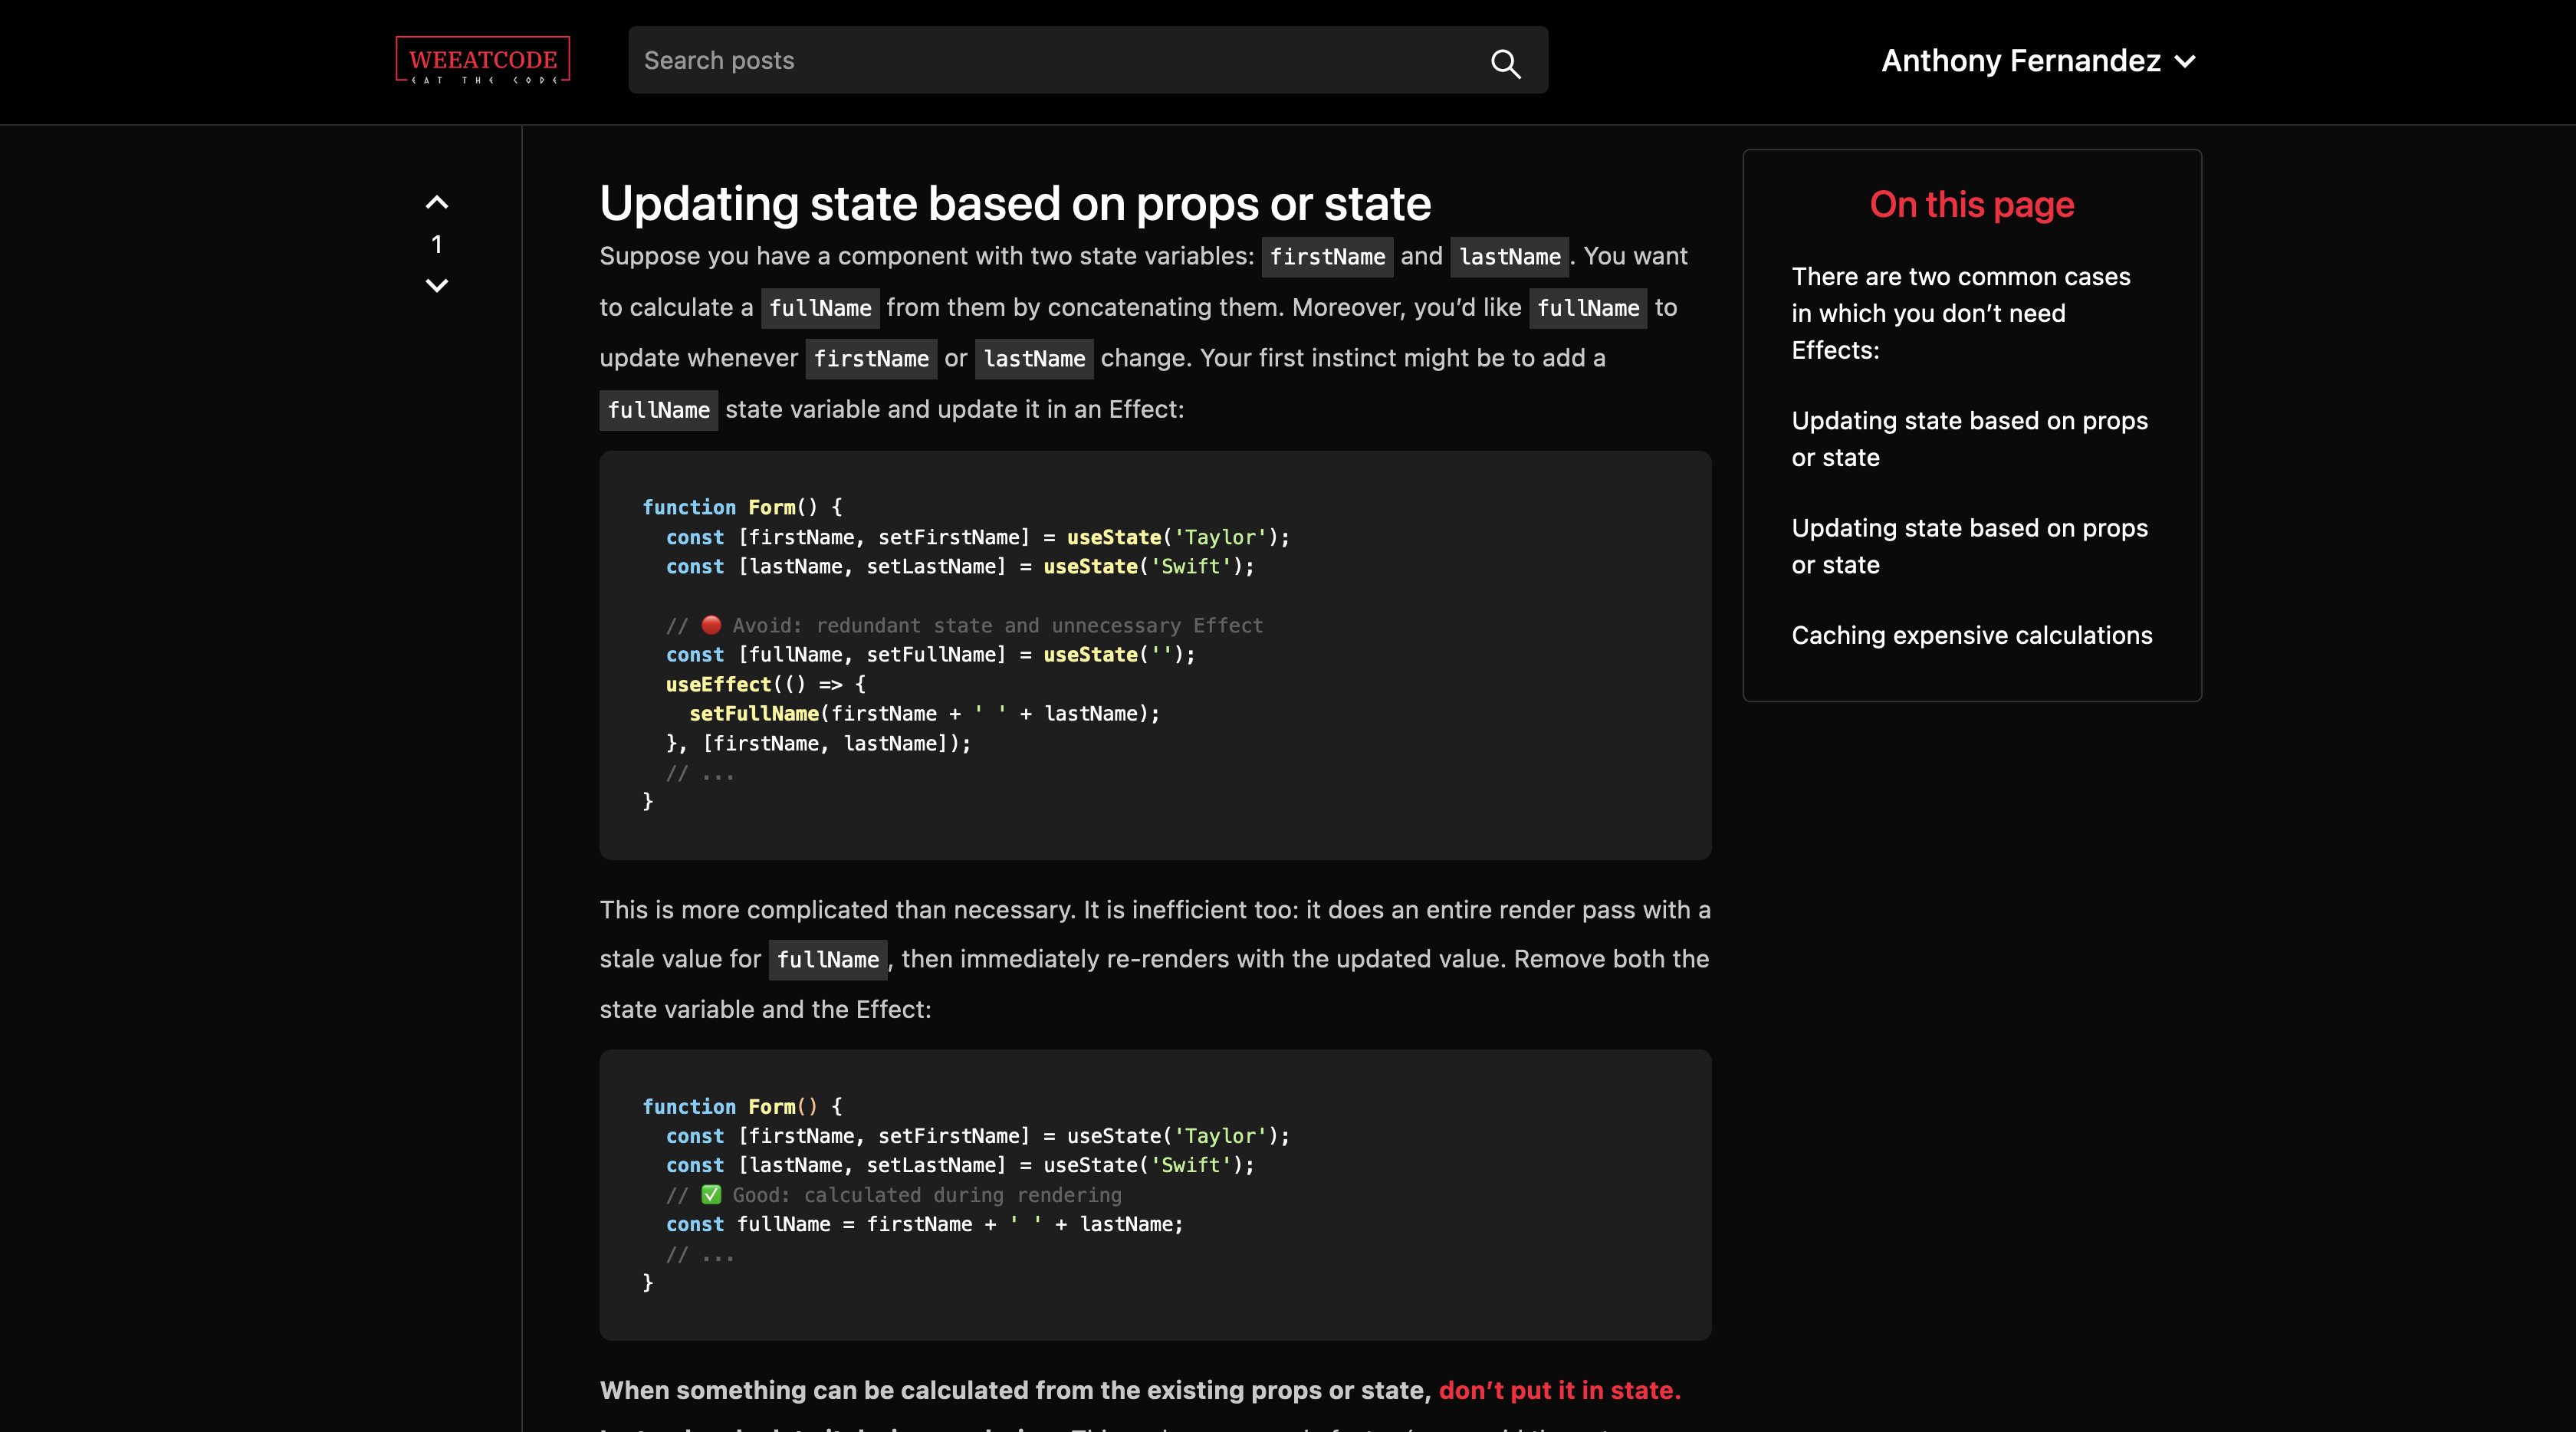 WEEATCODE
EAT THE CODE
Search posts
Anthony Fernandez
1
Updating state based on props or state
Suppose you have a component with two state variables: firstName and lastName. You want
to calculate a fullName from them by concatenating them. Moreover, you’d like fullName to
update whenever firstName or lastName change. Your first instinct might be to add a
fullName state variable and update it in an Effect:
function Form() {
  const [firstName, setFirstName] = useState('Taylor');
  const [lastName, setLastName] = useState('Swift');
  // 🔴 Avoid: redundant state and unnecessary Effect
  const [fullName, setFullName] = useState('');
  useEffect(() => {
    setFullName(firstName + ' ' + lastName);
  }, [firstName, lastName]);
  // ...
}
This is more complicated than necessary. It is inefficient too: it does an entire render pass with a
stale value for fullName, then immediately re-renders with the updated value. Remove both the
state variable and the Effect:
function Form() {
  const [firstName, setFirstName] = useState('Taylor');
  const [lastName, setLastName] = useState('Swift');
  // ✅ Good: calculated during rendering
  const fullName = firstName + ' ' + lastName;
  // ...
}
When something can be calculated from the existing props or state, don’t put it in state.
On this page
There are two common cases
in which you don’t need
Effects:
Updating state based on props
or state
Updating state based on props
or state
Caching expensive calculations